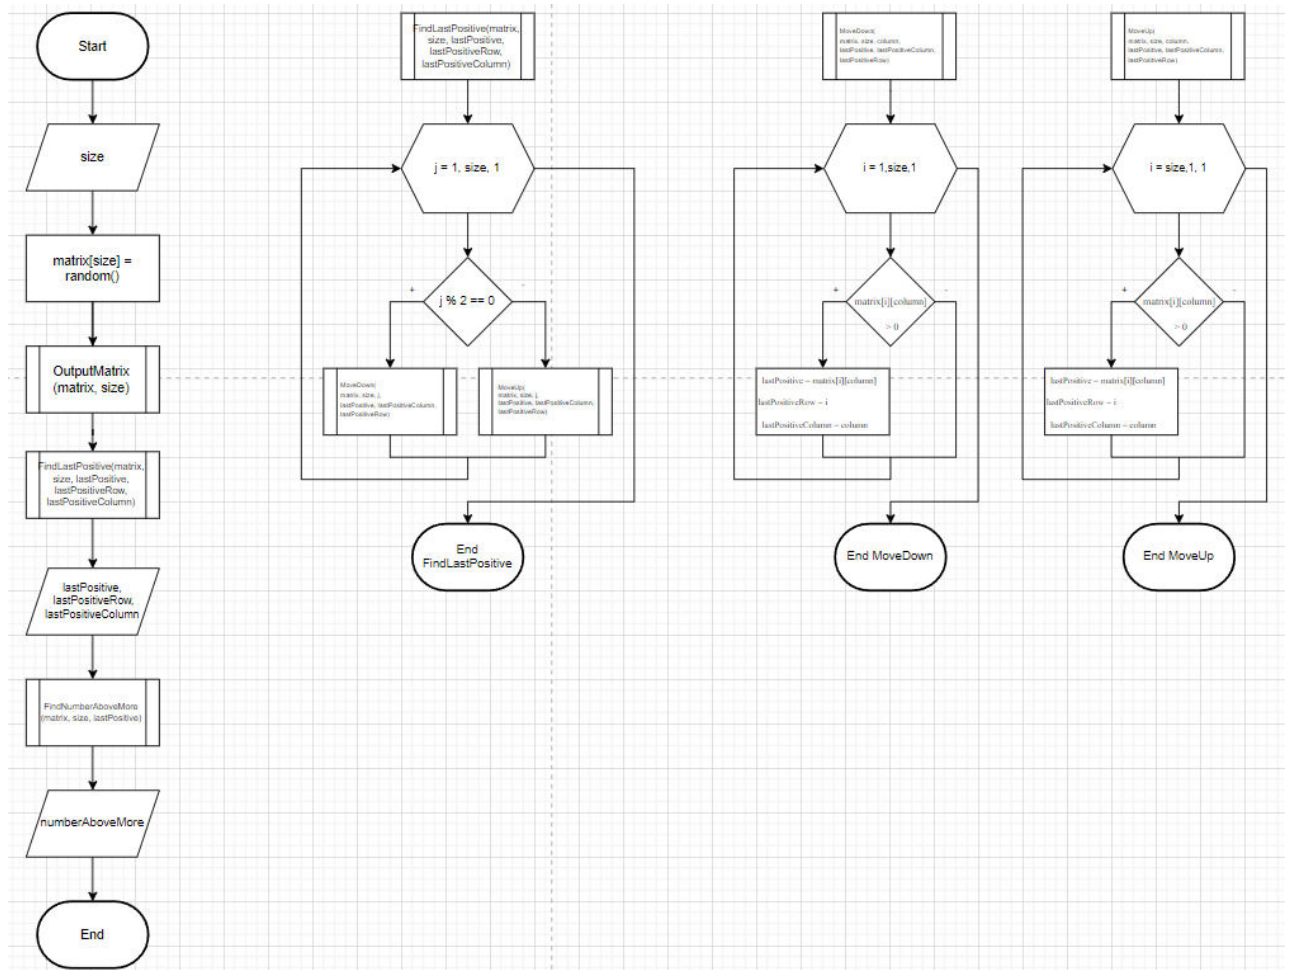 Start
size
matrix[size] =
random()
OutputMatrix
(matrix, size)
FindLastPositive(matrix,
size, lastPositive,
lastPositiveRow,
lastPositiveColumn)
lastPositive,
lastPositiveRow,
lastPositiveColumn
FindNumberAboveMore
(matrix, size, lastPositive)
numberAboveMore
End
FindLastPositive(matrix,
size, lastPositive,
lastPositiveRow,
lastPositiveColumn)
j = 1, size, 1
+
-
j % 2 == 0
MoveDown(
matrix, size, j,
lastPositive, lastPositiveColumn,
lastPositiveRow)
MoveUp(
matrix, size, j,
lastPositive, lastPositiveColumn,
lastPositiveRow)
End
FindLastPositive
MoveDown(
matrix, size, column,
lastPositive, lastPositiveColumn,
lastPositiveRow)
i = 1,size,1
+
-
matrix[i][column]
> 0
lastPositive = matrix[i][column]
lastPositiveRow = i
lastPositiveColumn = column
End MoveDown
MoveUp(
matrix, size, column,
lastPositive, lastPositiveColumn,
lastPositiveRow)
i = size,1, 1
+
-
matrix[i][column]
> 0
lastPositive = matrix[i][column]
lastPositiveRow = i
lastPositiveColumn = column
End MoveUp